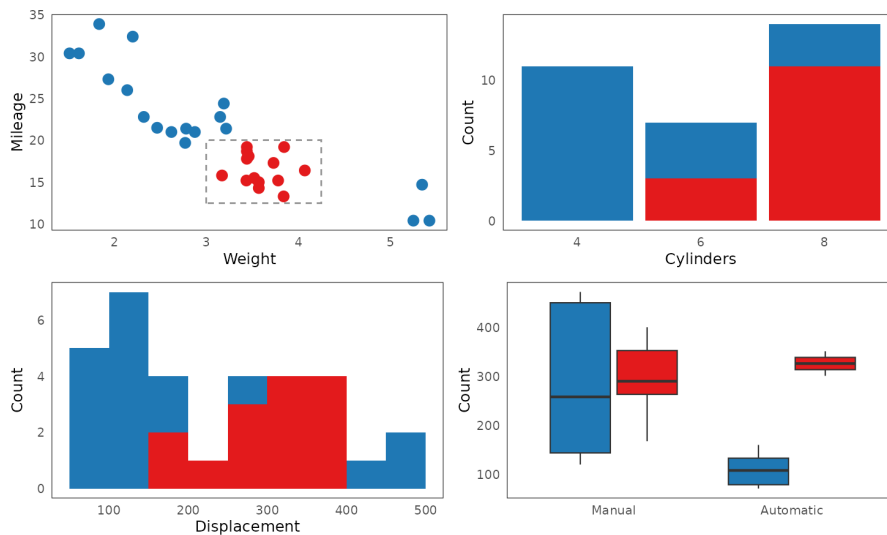 35
30
25
20
15
10
Mileage
2 3 4 5
Weight
10
5
0
Count
4 6 8
Cylinders
6
4
2
0
Count
100 200 300 400 500
Displacement
400
300
200
100
Count
Manual Automatic